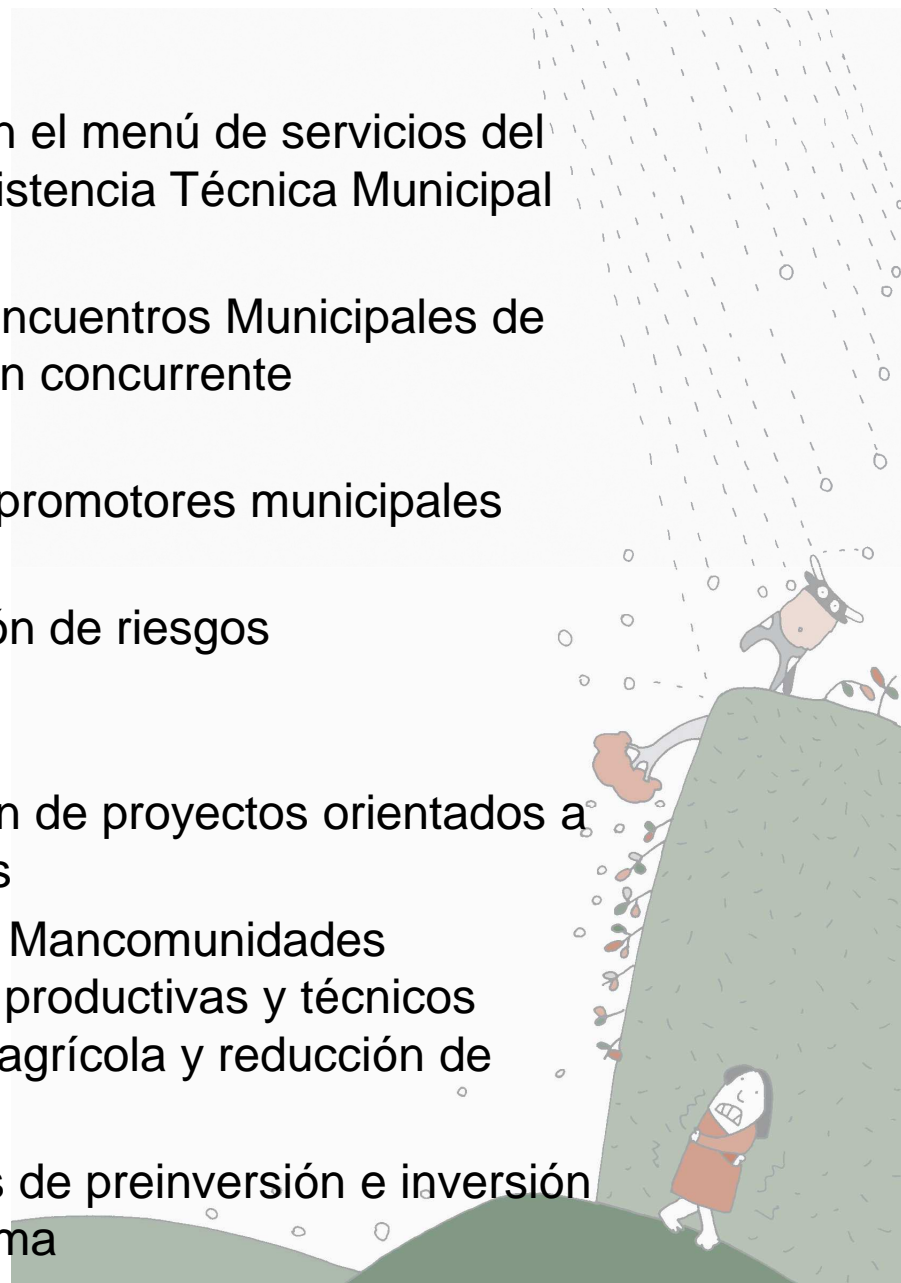 n el menú de servicios del
istencia Técnica Municipal
ncuentros Municipales de
n concurrente
promotores municipales
ón de riesgos
n de proyectos orientados a
s
Mancomunidades
productivas y técnicos
agrícola y reducción de
s de preinversión e inversión
ma